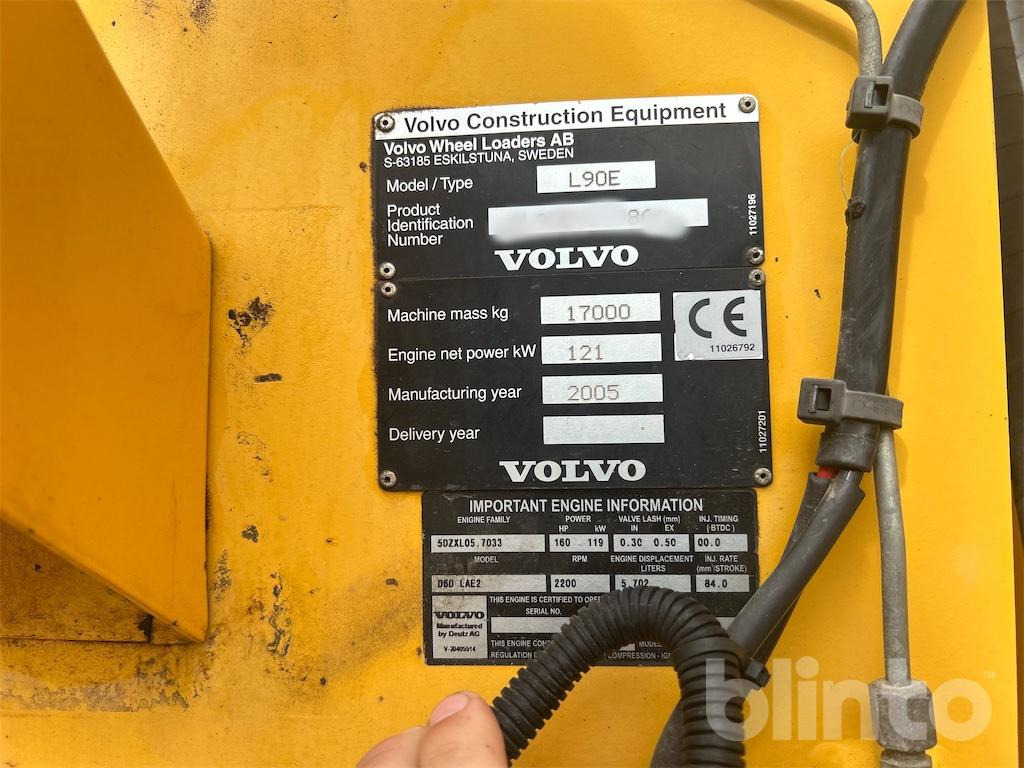 Volvo Construction Equipment
Volvo Wheel Loaders AB
S-63185 ESKILSTUNA, SWEDEN
Model / Type L90E
Product
Identification
Number
11027196
VOLVO
Machine mass kg 17000
CE
11026792
Engine net power kW 121
Manufacturing year 2005
Delivery year
11027201
VOLVO
IMPORTANT ENGINE INFORMATION
ENGINE FAMILY POWER VALVE LASH (mm) INJ. TIMING
HP kW IN EX (BTDC)
5DZXL05.7033 160 119 0.30 0.50 00.0
MODEL RPM ENGINE DISPLACEMENT INJ. RATE
LITERS (mm³/STROKE)
D6D LAE2 2200 5.702 84.0
VOLVO
Manufactured
by Deutz AG
V-20405514
THIS ENGINE IS CERTIFIED TO
SERIAL NO.
THIS ENGINE MODEL
REGULATION COMPRESSION
blinto™